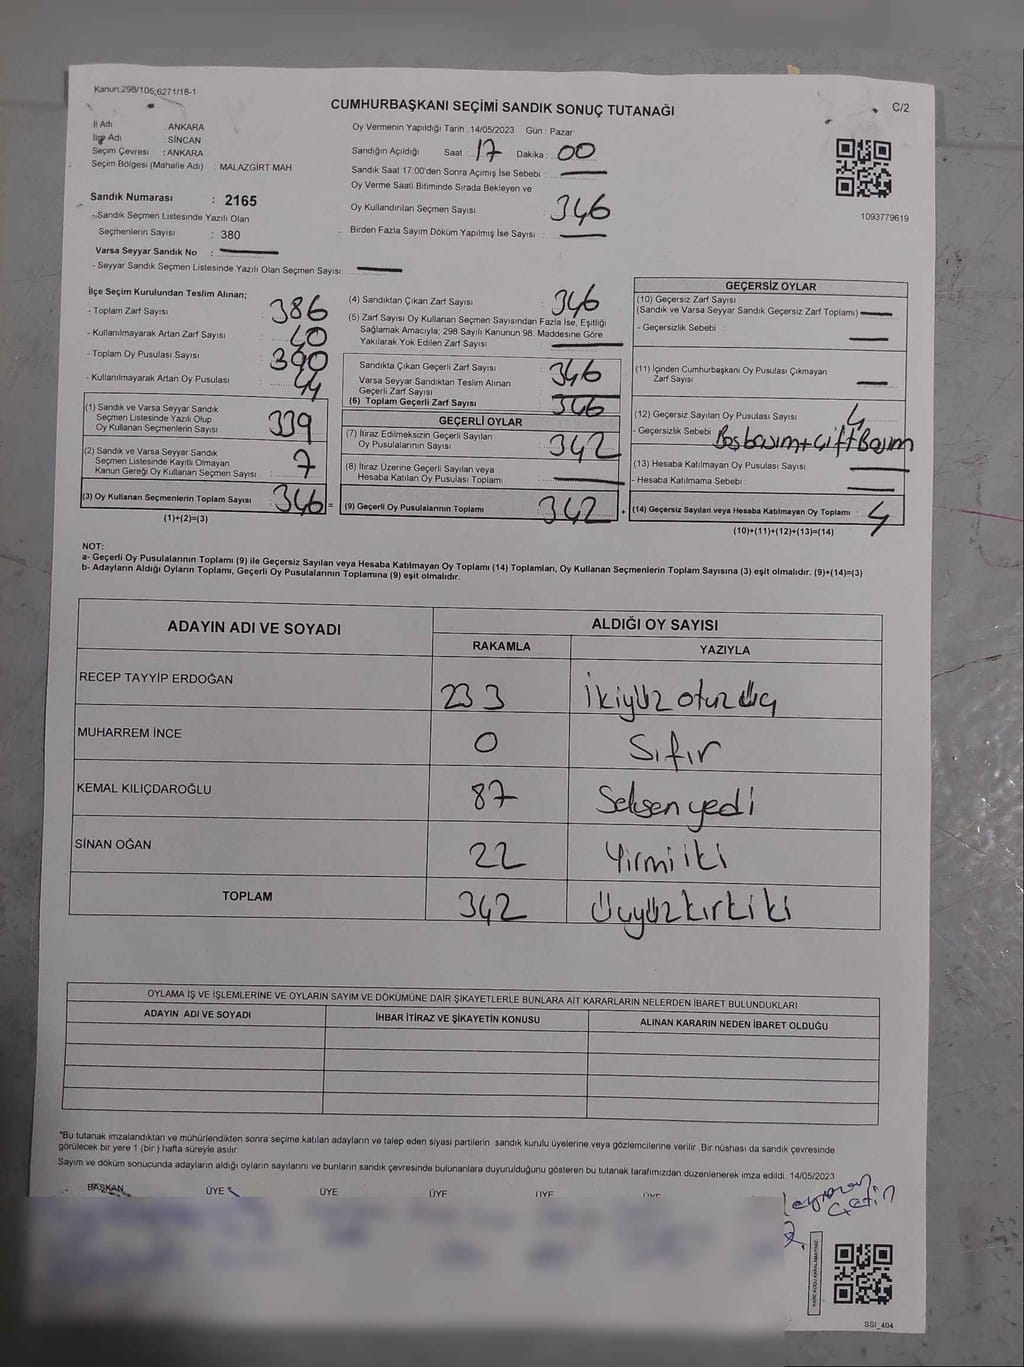 Kanun,298/105,6271/18-1
CUMHURBAŞKANI SEÇİMİ SANDIK SONUÇ TUTANAĞI
C/2
İl Adı : ANKARA
İlçe Adı : SİNCAN
Seçim Çevresi : ANKARA
Seçim Bölgesi (Mahalle Adı) : MALAZGİRT MAH
Sandık Numarası : 2165
- Sandık Seçmen Listesinde Yazılı Olan
Seçmenlerin Sayısı : 380
Varsa Seyyar Sandık No :
- Seyyar Sandık Seçmen Listesinde Yazılı Olan Seçmen Sayısı
Oy Vermenin Yapıldığı Tarih : 14/05/2023 Gün : Pazar
Sandığın Açıldığı Saat : 17 Dakika : 00
Sandık Saat 17:00'den Sonra Açımış İse Sebebi :
Oy Verme Saati Bitiminde Sırada Bekleyen ve
Oy Kullandırılan Seçmen Sayısı : 346
Birden Fazla Sayım Döküm Yapılmış İse Sayısı :
1093779619
İlçe Seçim Kurulundan Teslim Alınan;
- Toplam Zarf Sayısı : 386
- Kullanılmayarak Artan Zarf Sayısı : 40
- Toplam Oy Pusulası Sayısı : 390
- Kullanılmayarak Artan Oy Pusulası : 44
(1) Sandık ve Varsa Seyyar Sandık
Seçmen Listesinde Yazılı Olup
Oy Kullanan Seçmenlerin Sayısı : 339
(2) Sandık ve Varsa Seyyar Sandık
Seçmen Listesinde Kayıtlı Olmayan
Kanun Gereği Oy Kullanan Seçmen Sayısı : 7
(3) Oy Kullanan Seçmenlerin Toplam Sayısı : 346 =
(1)+(2)=(3)
(4) Sandıktan Çıkan Zarf Sayısı : 346
(5) Zarf Sayısı Oy Kullanan Seçmen Sayısından Fazla İse, Eşitliği
Sağlamak Amacıyla; 298 Sayılı Kanunun 98. Maddesine Göre
Yakılarak Yok Edilen Zarf Sayısı
Sandıkta Çıkan Geçerli Zarf Sayısı : 346
Varsa Seyyar Sandıktan Teslim Alınan
Geçerli Zarf Sayısı
(6) Toplam Geçerli Zarf Sayısı : 346
GEÇERLİ OYLAR
(7) İtiraz Edilmeksizin Geçerli Sayılan
Oy Pusulalarının Sayısı : 342
(8) İtiraz Üzerine Geçerli Sayılan veya
Hesaba Katılan Oy Pusulası Toplamı
(9) Geçerli Oy Pusulalarının Toplamı : 342 +
GEÇERSİZ OYLAR
(10) Geçersiz Zarf Sayısı
(Sandık ve Varsa Seyyar Sandık Geçersiz Zarf Toplamı)
- Geçersizlik Sebebi :
(11) İçinden Cumhurbaşkanı Oy Pusulası Çıkmayan
Zarf Sayısı
(12) Geçersiz Sayılan Oy Pusulası Sayısı 4
- Geçersizlik Sebebi : Boş basım+Çift Basım
(13) Hesaba Katılmayan Oy Pusulası Sayısı
- Hesaba Katılmama Sebebi :
(14) Geçersiz Sayılan veya Hesaba Katılmayan Oy Toplamı : 4
(10)+(11)+(12)+(13)=(14)
NOT:
a- Geçerli Oy Pusulalarının Toplamı (9) ile Geçersiz Sayılan veya Hesaba Katılmayan Oy Toplamı (14) Toplamları, Oy Kullanan Seçmenlerin Toplam Sayısına (3) eşit olmalıdır. (9)+(14)=(3)
b- Adayların Aldığı Oyların Toplamı, Geçerli Oy Pusulalarının Toplamına (9) eşit olmalıdır.
ADAYIN ADI VE SOYADI ALDIĞI OY SAYISI
RAKAMLA YAZIYLA
RECEP TAYYİP ERDOĞAN 233 ikiyüz otuz üç
MUHARREM İNCE 0 Sıfır
KEMAL KILIÇDAROĞLU 87 Seksen yedi
SİNAN OĞAN 22 Yirmi iki
TOPLAM 342 Üçyüzkırkiki
OYLAMA İŞ VE İŞLEMLERİNE VE OYLARIN SAYIM VE DÖKÜMÜNE DAİR ŞİKAYETLERLE BUNLARA AİT KARARLARIN NELERDEN İBARET BULUNDUKLARI
ADAYIN ADI VE SOYADI İHBAR İTİRAZ VE ŞİKAYETİN KONUSU ALINAN KARARIN NEDEN İBARET OLDUĞU
*Bu tutanak imzalandıktan ve mühürlendikten sonra seçime katılan adayların ve talep eden siyasi partilerin sandık kurulu üyelerine veya gözlemcilerine verilir. Bir nüshası da sandık çevresinde
görülecek bir yere 1 (bir) hafta süreyle asılır.
Sayım ve döküm sonucunda adayların aldığı oyların sayılarını ve bunların sandık çevresinde bulunanlara duyurulduğunu gösteren bu tutanak tarafımızdan düzenlenerek imza edildi. 14/05/2023
BAŞKAN ÜYE ÜYE ÜYE ÜYE ÜYE
Çetin
SSI_404